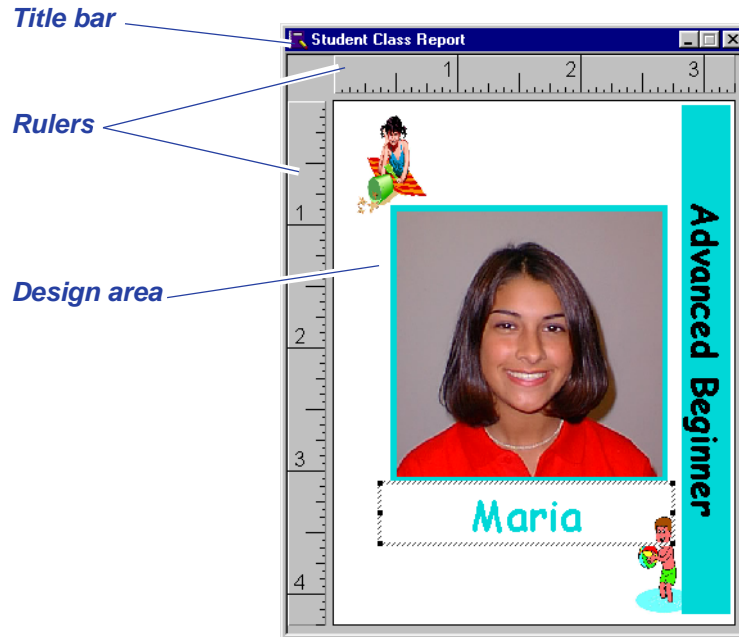 Title bar
Student Class Report
1 2 3
Rulers
1
Advanced Beginner
Design area
2
3
Maria
4